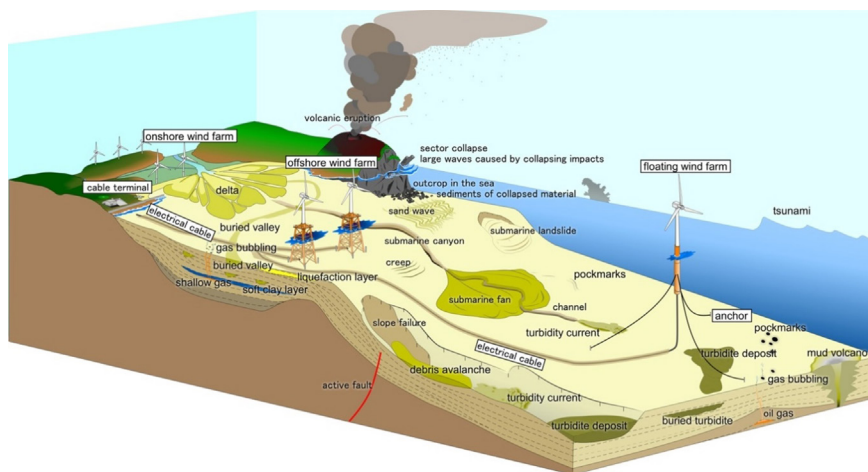 volcanic eruption
onshore wind farm
sector collapse
large waves caused by collapsing impacts
offshore wind farm
floating wind farm
cable terminal
delta
outcrop in the sea
sediments of collapsed material
electrical cable
sand wave
tsunami
buried valley
submarine landslide
gas bubbling
submarine canyon
buried valley
creep
liquefaction layer
pockmarks
shallow gas
soft clay layer
submarine fan
channel
slope failure
turbidity current
anchor
pockmarks
electrical cable
turbidite deposit
mud volcano
debris avalanche
gas bubbling
active fault
turbidity current
oil gas
buried turbidite
turbidite deposit